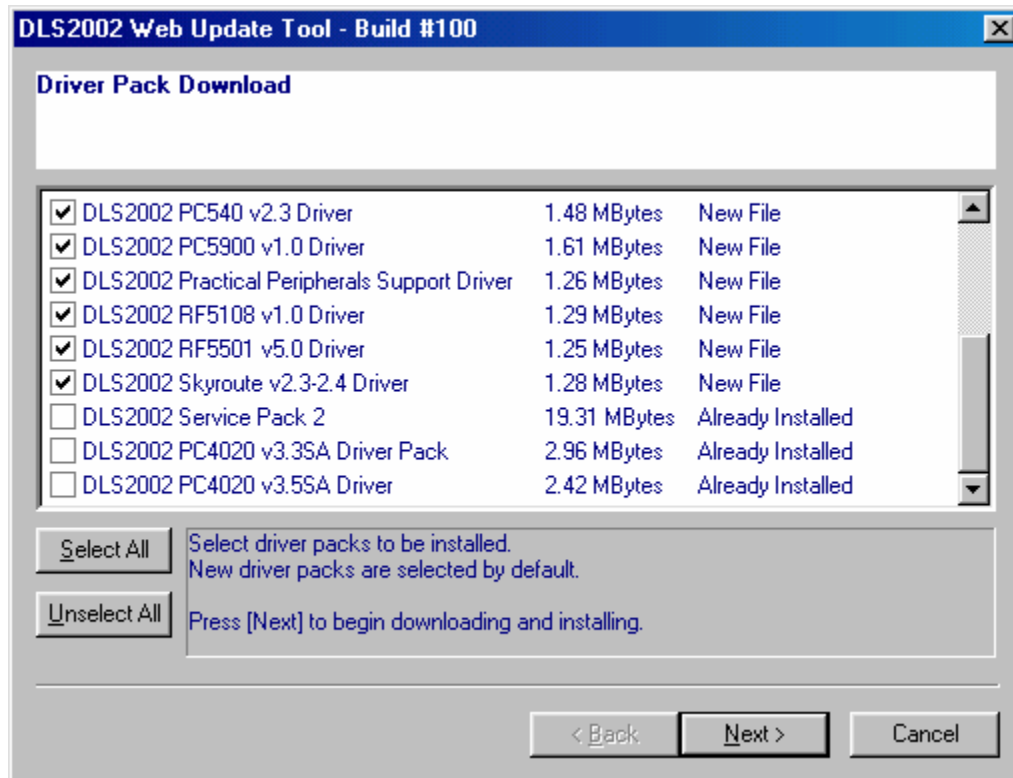 DLS2002 Web Update Tool - Build #100
Driver Pack Download
DLS2002 PC540 v2.3 Driver 1.48 MBytes New File
DLS2002 PC5900 v1.0 Driver 1.61 MBytes New File
DLS2002 Practical Peripherals Support Driver 1.26 MBytes New File
DLS2002 RF5108 v1.0 Driver 1.29 MBytes New File
DLS2002 RF5501 v5.0 Driver 1.25 MBytes New File
DLS2002 Skyroute v2.3-2.4 Driver 1.28 MBytes New File
DLS2002 Service Pack 2 19.31 MBytes Already Installed
DLS2002 PC4020 v3.3SA Driver Pack 2.96 MBytes Already Installed
DLS2002 PC4020 v3.5SA Driver 2.42 MBytes Already Installed
Select All
Select driver packs to be installed.
New driver packs are selected by default.
Unselect All
Press [Next] to begin downloading and installing.
< Back Next > Cancel